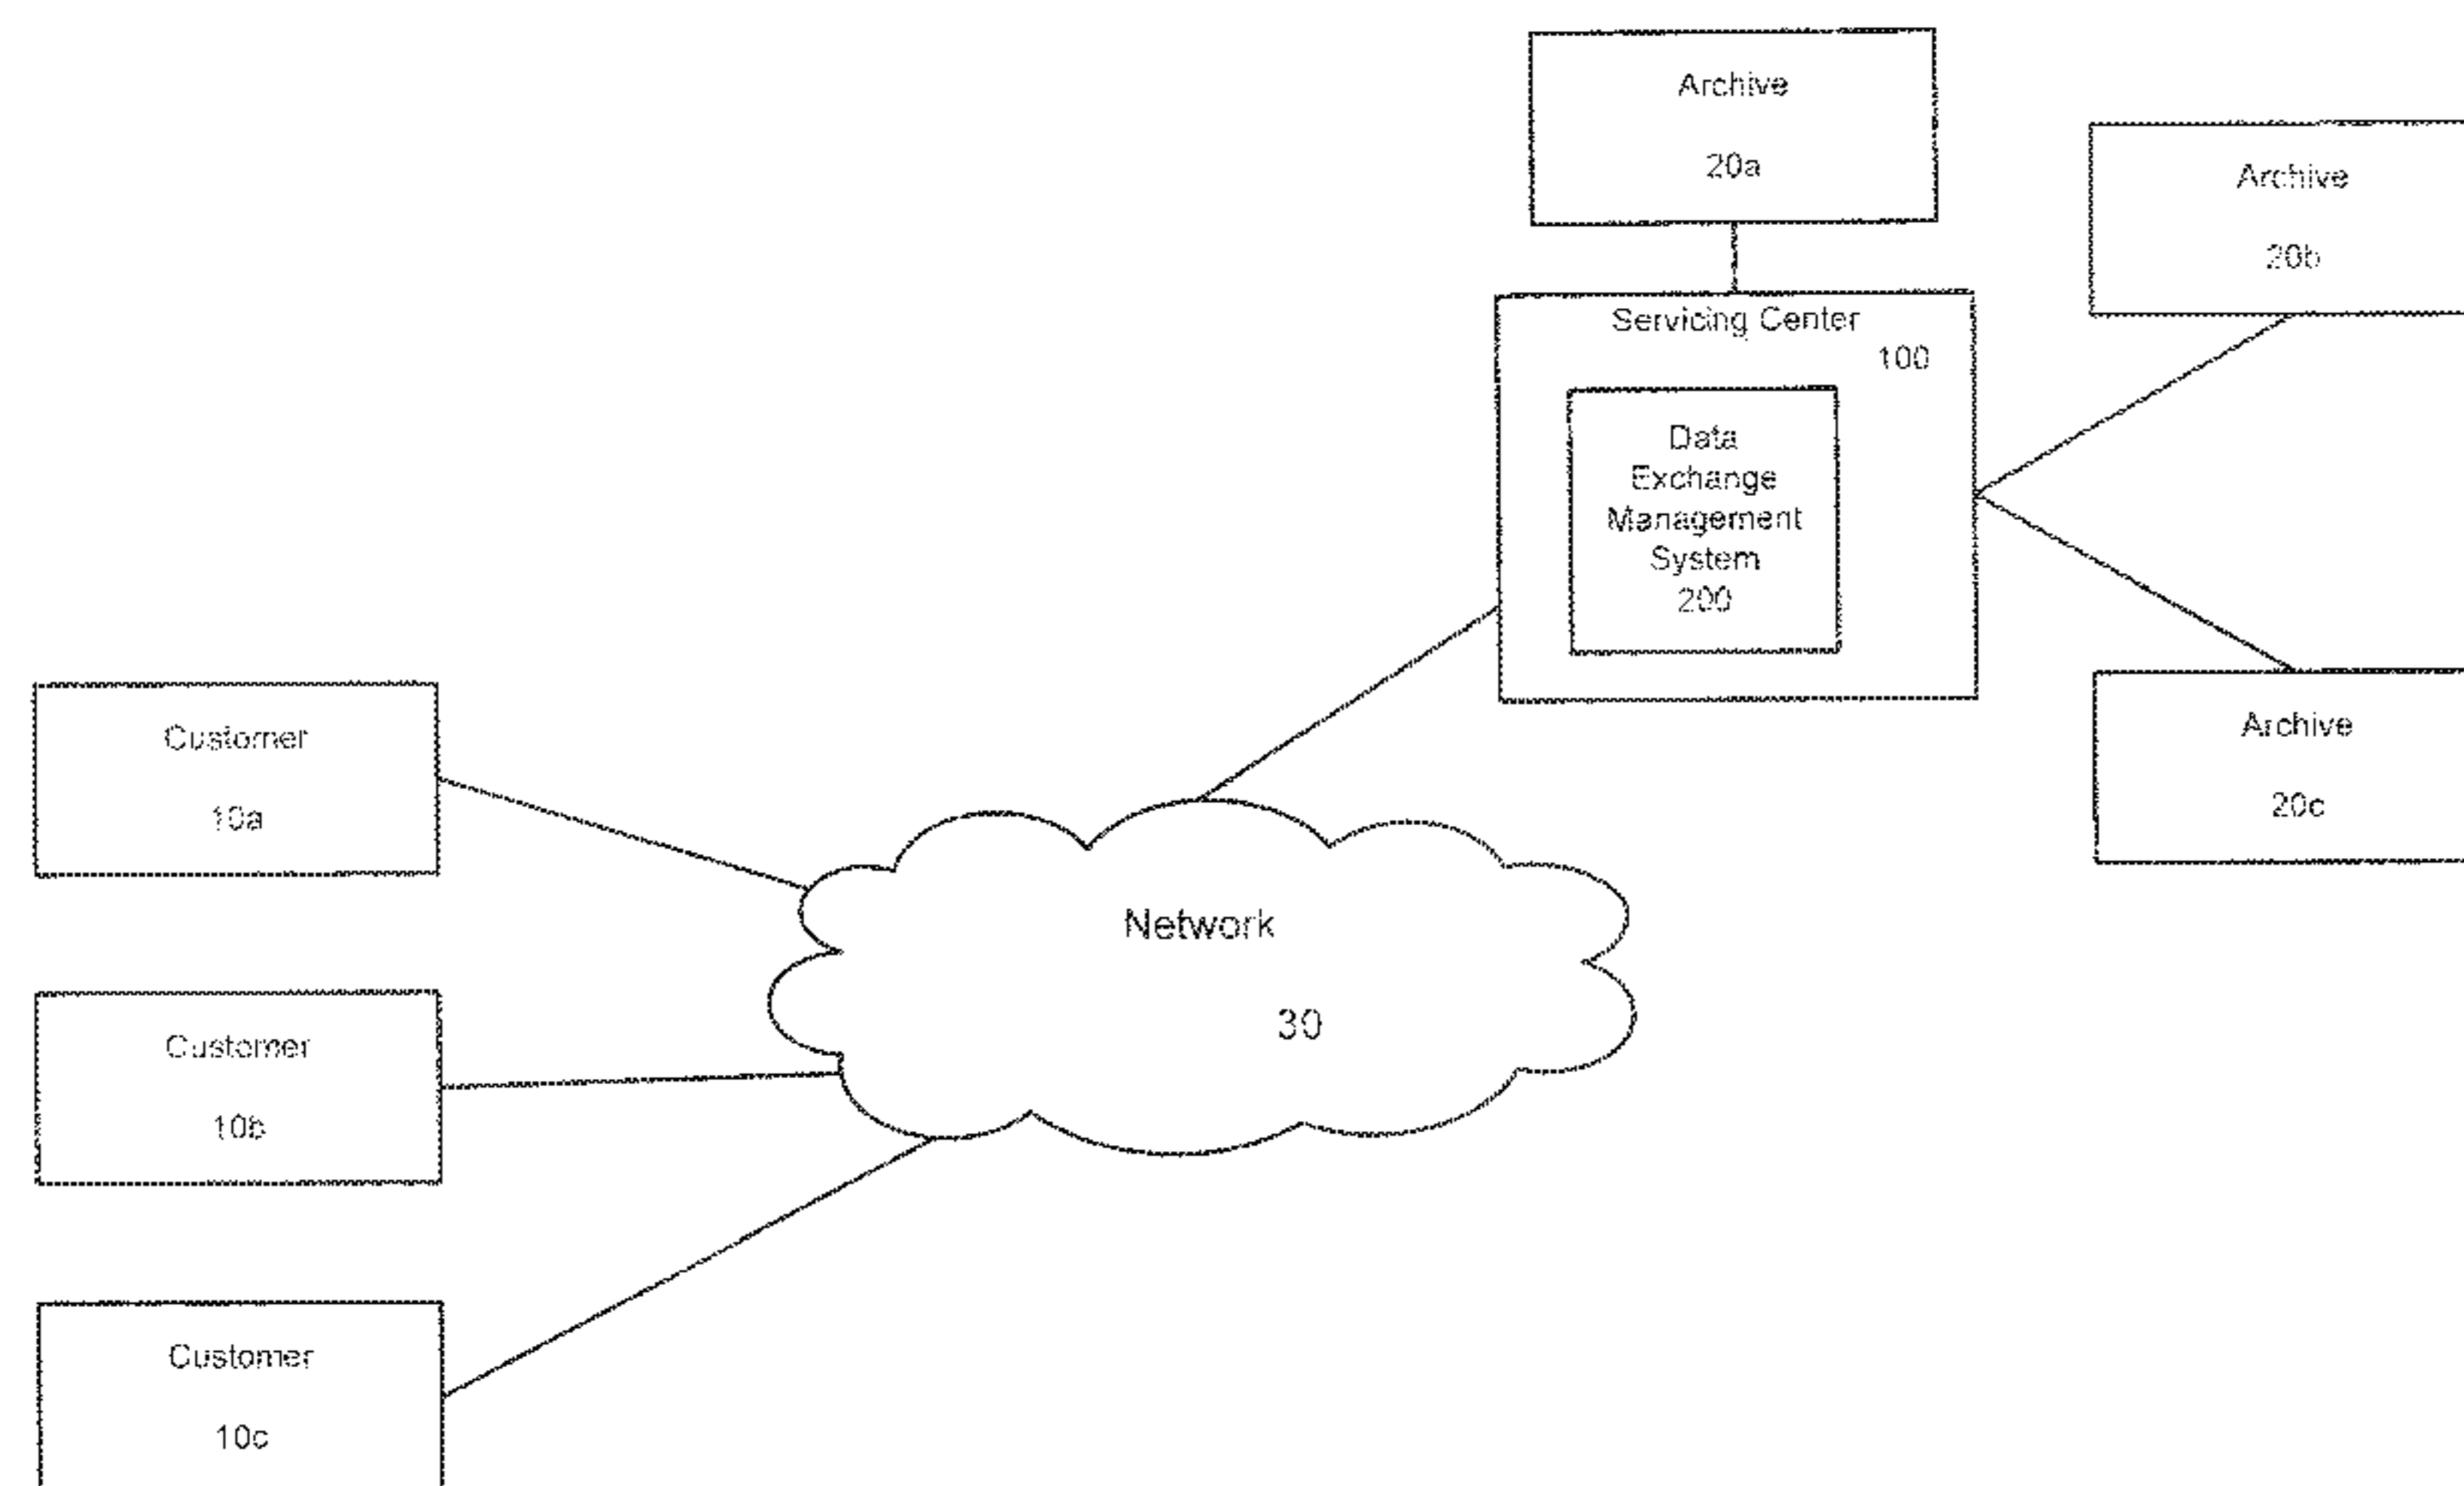 Archive
20a
Archive
20b
Servicing Center
100
Data
Exchange
Management
System
200
Archive
20c
Customer
10a
Network
30
Customer
10b
Customer
10c